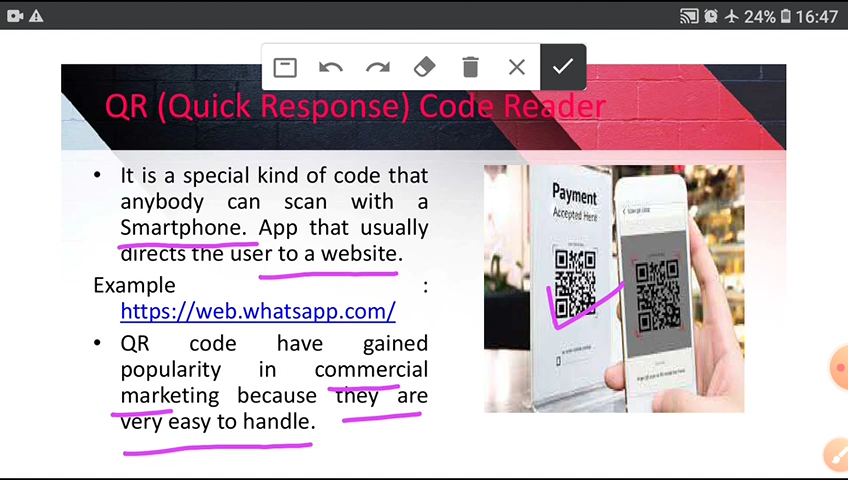 24% 16:47
QR (Quick Response) Code Reader
• It is a special kind of code that
anybody can scan with a
Smartphone. App that usually
directs the user to a website.
Example :
https://web.whatsapp.com/
• QR code have gained
popularity in commercial
marketing because they are
very easy to handle.
Payment
Accepted Here